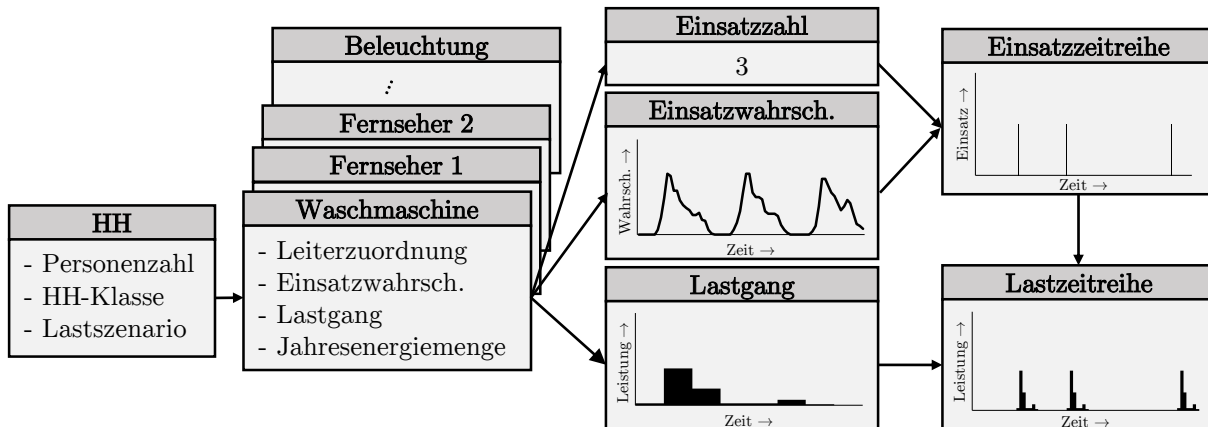 HH
- Personenzahl
- HH-Klasse
- Lastszenario
Beleuchtung
⋮
Fernseher 2
Fernseher 1
Waschmaschine
- Leiterzuordnung
- Einsatzwahrsch.
- Lastgang
- Jahresenergiemenge
Einsatzzahl
3
Einsatzwahrsch.
Wahrsch. →
Zeit →
Lastgang
Leistung →
Zeit →
Einsatzzeitreihe
Einsatz →
Zeit →
Lastzeitreihe
Leistung →
Zeit →